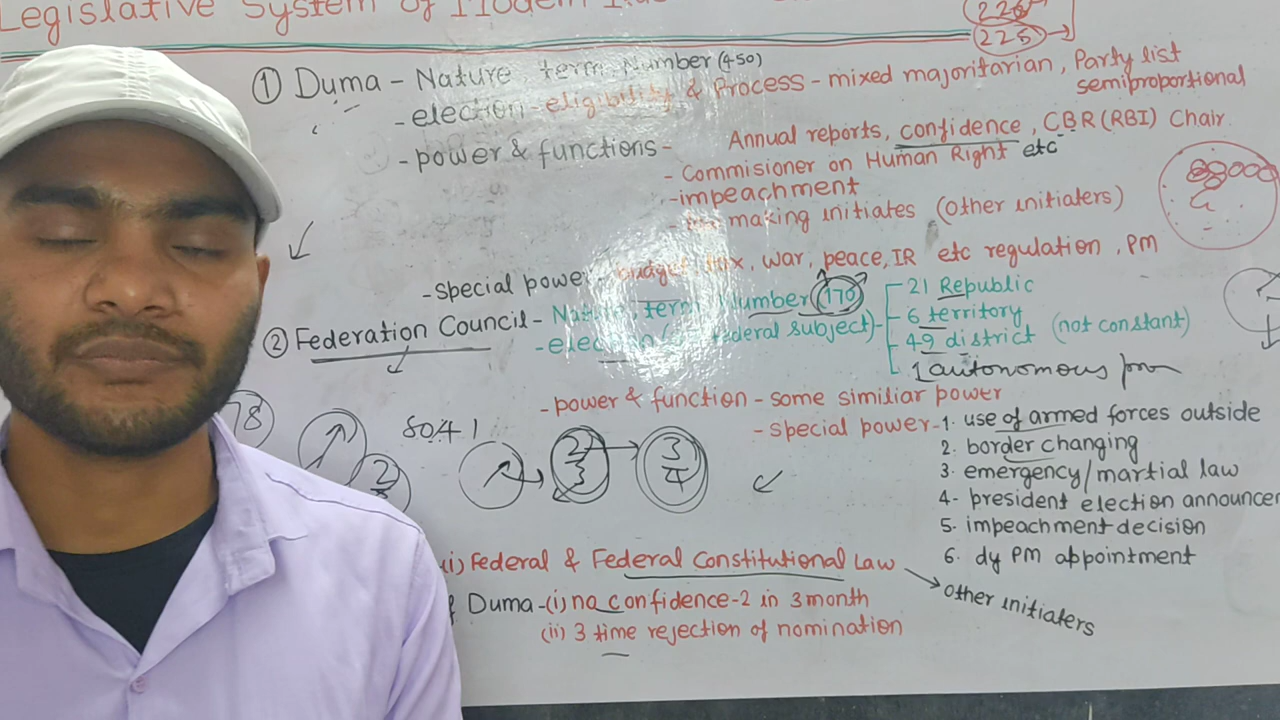 Legislative System of Modern
226
225
① Duma - Nature, term, Number (450)
- election - eligibility & Process - mixed majoritarian, Party list
semiproportional
- power & functions - Annual reports, confidence, CBR (RBI) Chair.
- Commisioner on Human Right etc
- impeachment
making initiates (Other initiaters)
- special power - budget, tax, war, peace, IR etc regulation, PM
② Federation Council - Nature, term Number (170)
- election ( federal subject) -
21 Republic
6 territory
49 district (not constant)
1 autonomous
- power & function - some similiar power
- special power - 1. use of armed forces outside
2. border changing
3. emergency/martial law
4. president election announcer
5. impeachment decision
6. dy PM appointment
78
8041
2/3
3/4
(i) Federal & Federal Constitutional Law
other initiaters
f Duma - (i) no confidence - 2 in 3 month
(ii) 3 time rejection of nomination